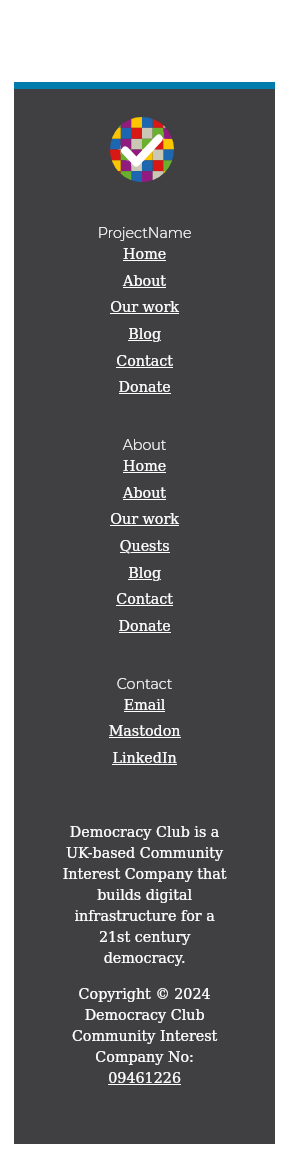 ProjectName
Home
About
Our work
Blog
Contact
Donate
About
Home
About
Our work
Quests
Blog
Contact
Donate
Contact
Email
Mastodon
LinkedIn
Democracy Club is a
UK-based Community
Interest Company that
builds digital
infrastructure for a
21st century
democracy.
Copyright © 2024
Democracy Club
Community Interest
Company No:
09461226